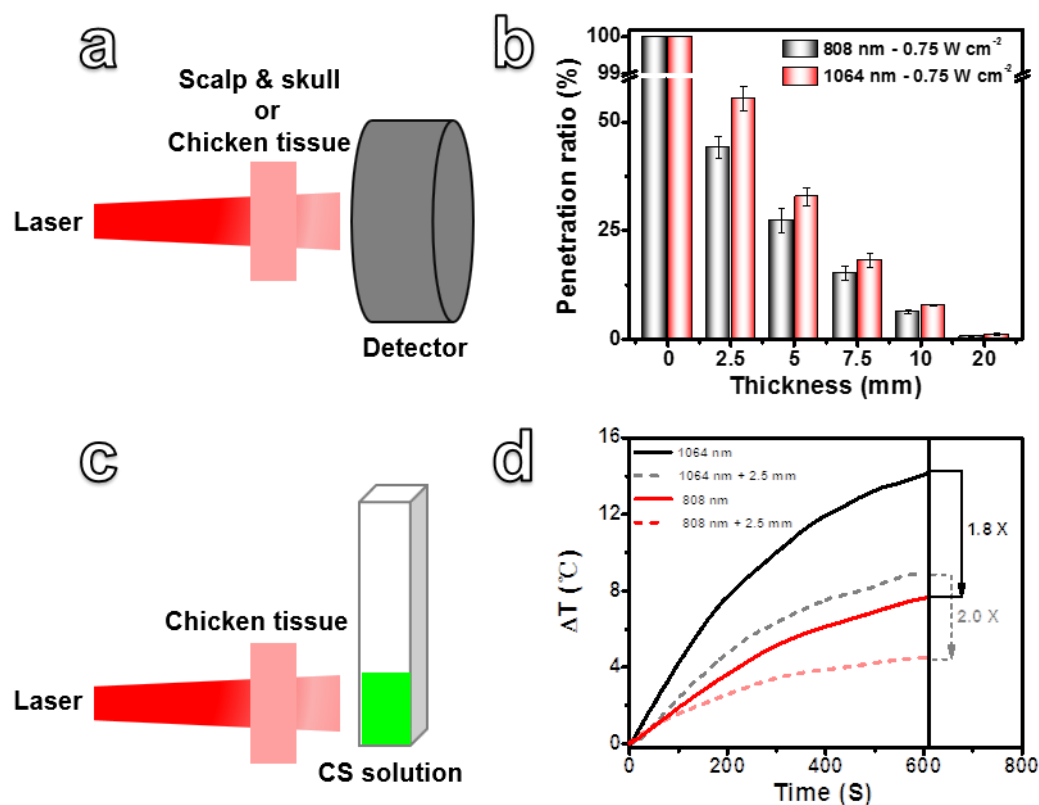 a
Scalp & skull
or
Chicken tissue
Laser
Detector
b
Penetration ratio (%)
100
99
50
25
0
808 nm - 0.75 W cm⁻²
1064 nm - 0.75 W cm⁻²
0 2.5 5 7.5 10 20
Thickness (mm)
c
Chicken tissue
Laser
CS solution
d
ΔT (℃)
16
12
8
4
0
1064 nm
1064 nm + 2.5 mm
808 nm
808 nm + 2.5 mm
1.8 X
2.0 X
0 200 400 600 800
Time (S)